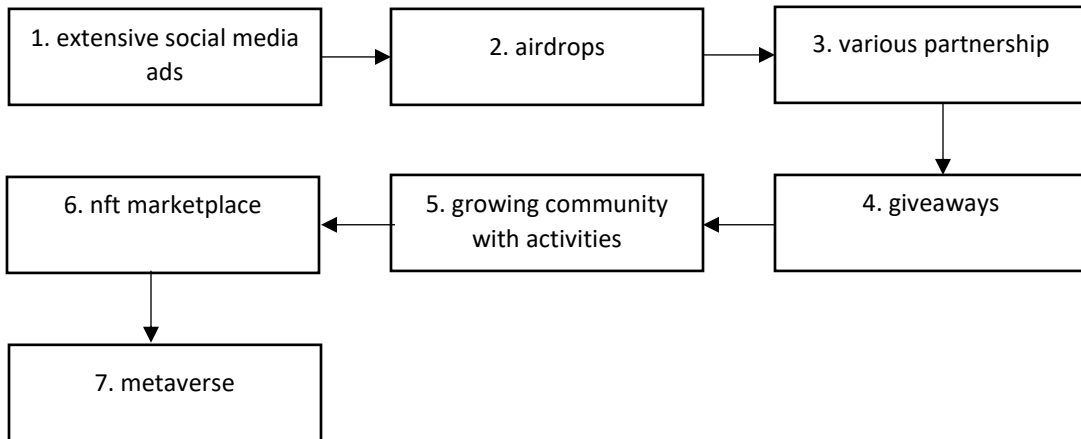 1. extensive social media
ads
2. airdrops
3. various partnership
4. giveaways
5. growing community
with activities
6. nft marketplace
7. metaverse